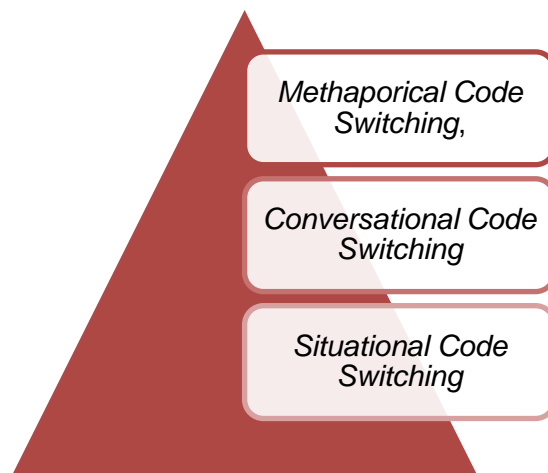 Methaporical Code
Switching,
Conversational Code
Switching
Situational Code
Switching